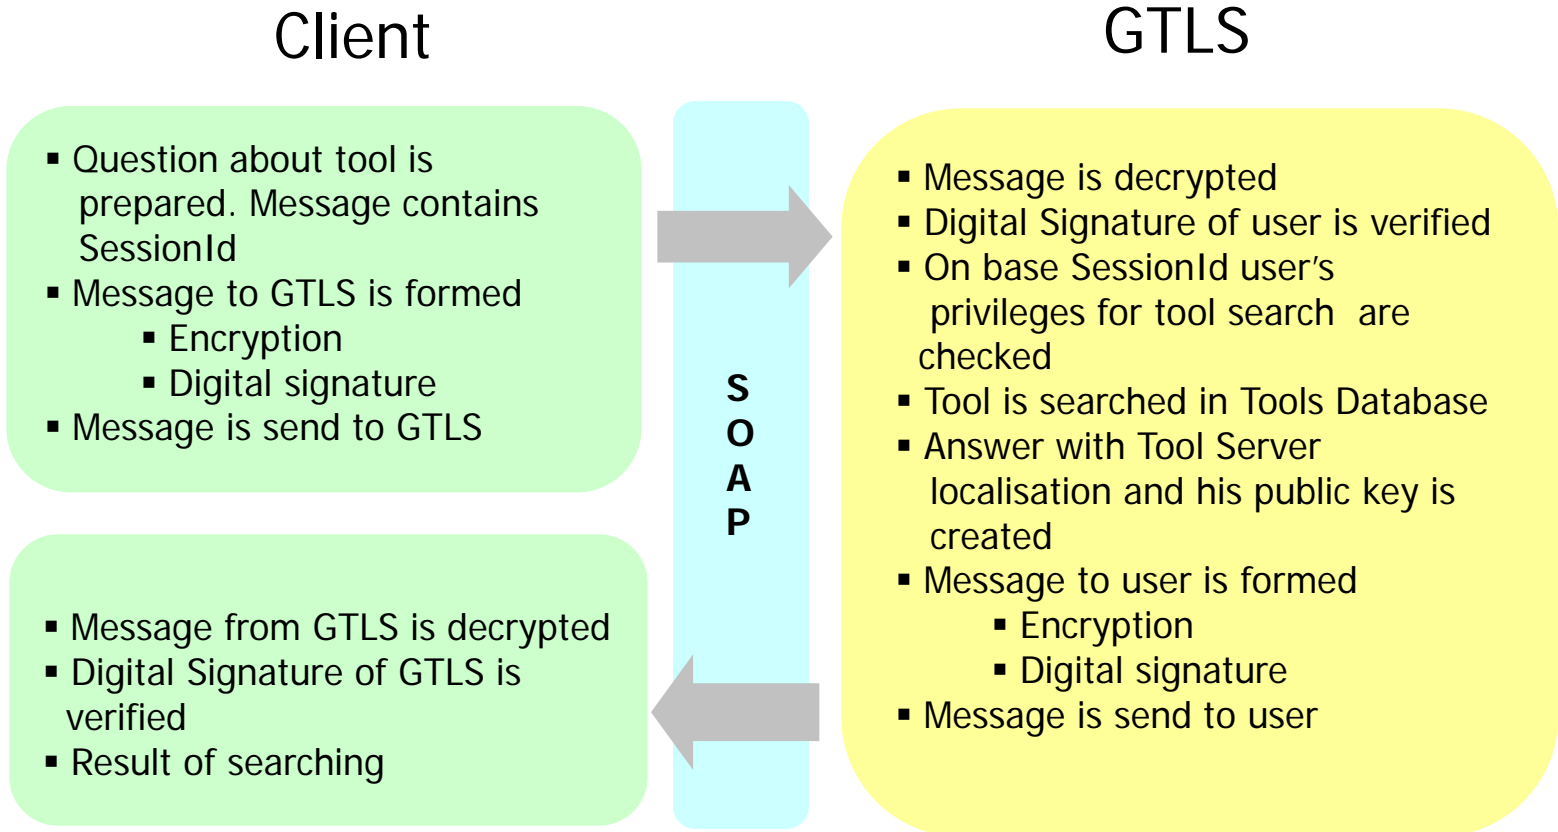 Client
▪ Question about tool is
prepared. Message contains
SessionId
▪ Message to GTLS is formed
▪ Encryption
▪ Digital signature
▪ Message is send to GTLS
▪ Message from GTLS is decrypted
▪ Digital Signature of GTLS is
verified
▪ Result of searching
S
O
A
P
GTLS
▪ Message is decrypted
▪ Digital Signature of user is verified
▪ On base SessionId user’s
privileges for tool search are
checked
▪ Tool is searched in Tools Database
▪ Answer with Tool Server
localisation and his public key is
created
▪ Message to user is formed
▪ Encryption
▪ Digital signature
▪ Message is send to user